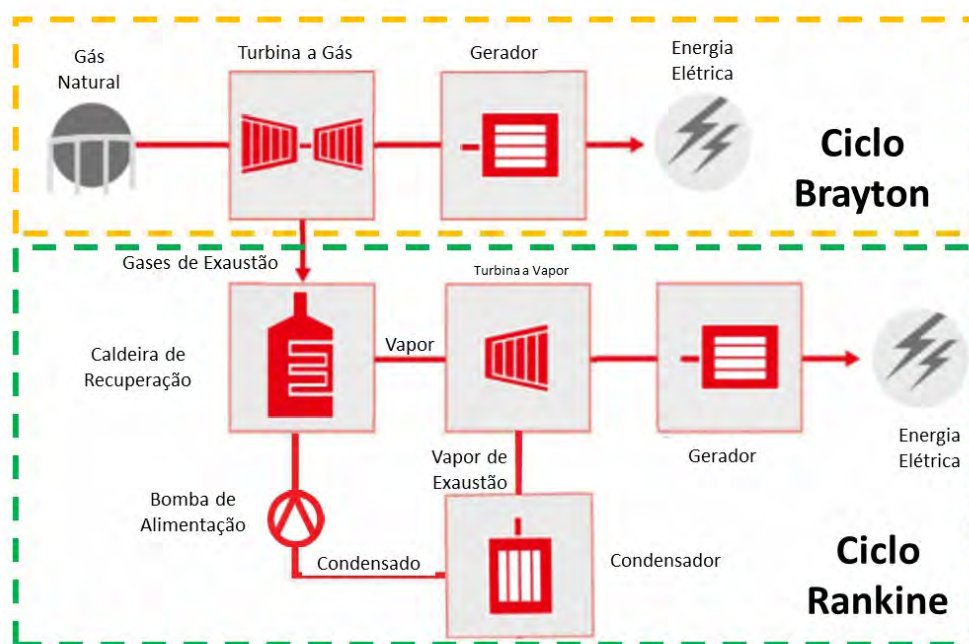 Gás
Natural
Turbina a Gás
Gerador
Energia
Elétrica
Ciclo
Brayton
Gases de Exaustão
Turbina a Vapor
Caldeira de
Recuperação
Vapor
Energia
Elétrica
Gerador
Vapor de
Exaustão
Bomba de
Alimentação
Condensado
Condensador
Ciclo
Rankine